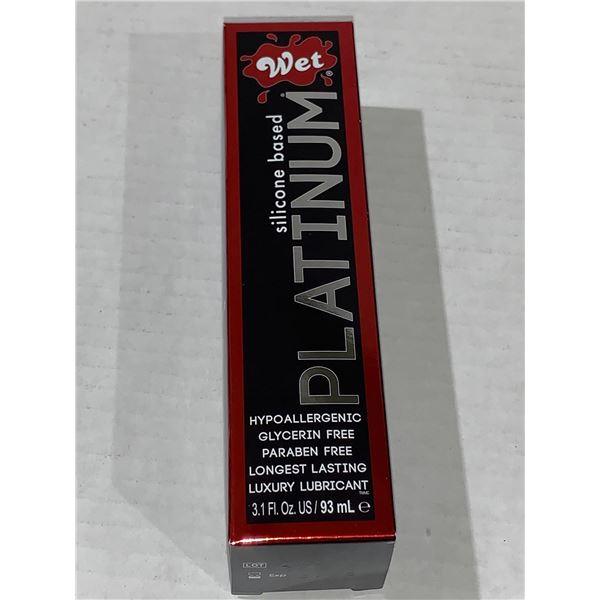 Wet®
silicone based
PLATINUM
HYPOALLERGENIC
GLYCERIN FREE
PARABEN FREE
LONGEST LASTING
LUXURY LUBRICANT
3.1 Fl. Oz. US / 93 mL ℮
LOT
Exp